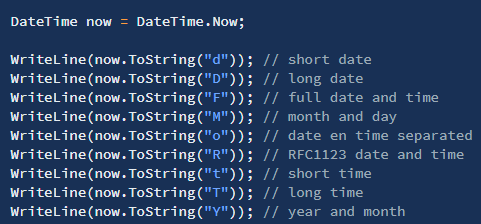 DateTime now = DateTime.Now;
WriteLine(now.ToString("d")); // short date
WriteLine(now.ToString("D")); // long date
WriteLine(now.ToString("F")); // full date and time
WriteLine(now.ToString("M")); // month and day
WriteLine(now.ToString("o")); // date en time separated
WriteLine(now.ToString("R")); // RFC1123 date and time
WriteLine(now.ToString("t")); // short time
WriteLine(now.ToString("T")); // long time
WriteLine(now.ToString("Y")); // year and month